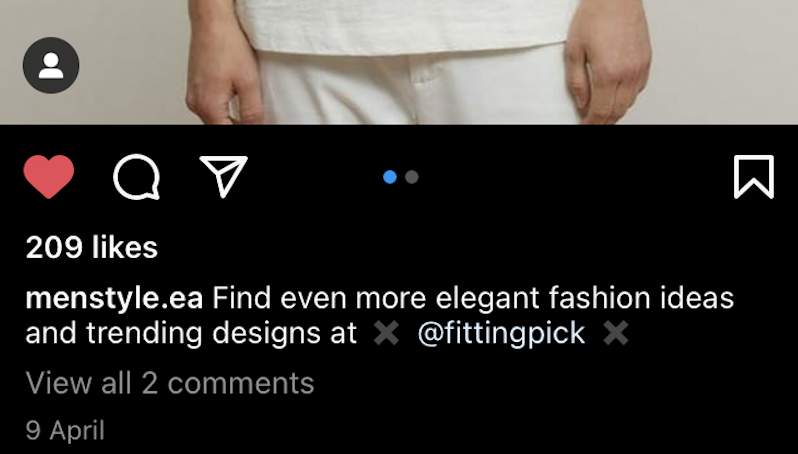 209 likes
menstyle.ea Find even more elegant fashion ideas
and trending designs at ✖ @fittingpick ✖
View all 2 comments
9 April